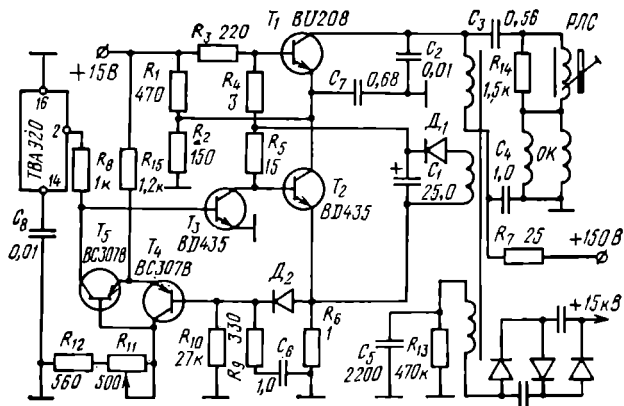 T₁ BU208
C₃ 0,56
РЛС
R₃ 220
+15В
R₁
470
R₄
3
C₇
0,68
C₂
0,01
R₁₄
1,5к
16
2
14
TBA320
R₂
150
R₅
15
Д₁
C₁
25,0
+
C₄
1,0
ОК
R₈
1к
R₁₅
1,2к
T₂
BD435
T₃
BD435
C₈
0,01
R₇ 25
+150В
T₅
BC307B
T₄
BC307B
Д₂
R₆
1
+15кВ
R₁₀
27к
R₉
330
C₆
1,0
C₅
2200
R₁₃
470к
R₁₂
560
R₁₁
500к